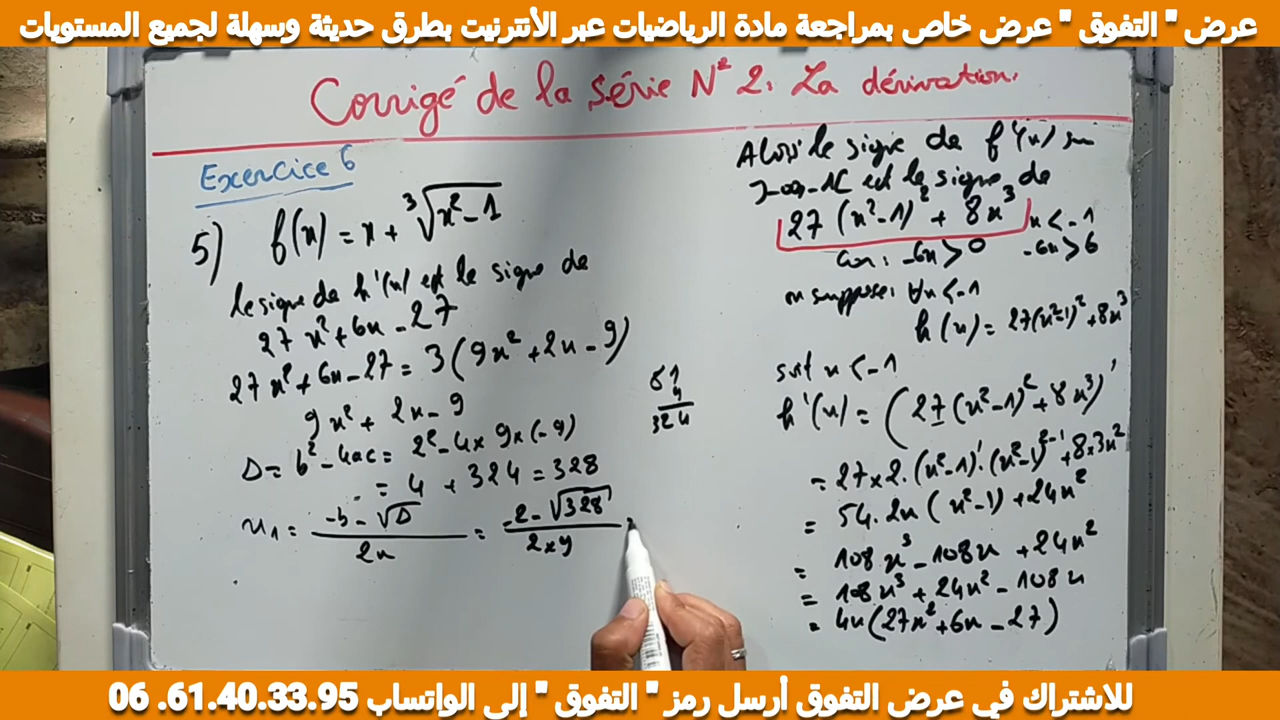 عرض " التفوق " عرض خاص بمراجعة مادة الرياضيات عبر الأنترنيت بطرق حديثة وسهلة لجميع المستويات
Corrigé de la série N° 2. La dérivation.
Exercice 6
5) f(x) = x + ³√(x² - 1)
le signe de h'(x) est le signe de
27x² + 6x - 27
27x² + 6x - 27 = 3(9x² + 2x - 9)
9x² + 2x - 9
Δ = b² - 4ac = 2² - 4 × 9 × (-9)
= 4 + 324 = 328
x₁ = (-b - √Δ)/2a = (-2 - √328)/(2×9)
81
4
324
Alors le signe de f'(x) sur
]-∞, -1[ est le signe de
27(x² - 1)² + 8x³
car : -6x > 0
x < -1
-6x > 6
on suppose : ∀x < -1
h(x) = 27(x² - 1)² + 8x³
soit x < -1
h'(x) = (27(x² - 1)² + 8x³)'
= 27×2.(x² - 1)'.(x² - 1)²⁻¹ + 8×3x²
= 54.2x(x² - 1) + 24x²
= 108x³ - 108x + 24x²
= 108x³ + 24x² - 108x
= 4x(27x² + 6x - 27)
للاشتراك في عرض التفوق أرسل رمز " التفوق " إلى الواتساب 06.61.40.33.95